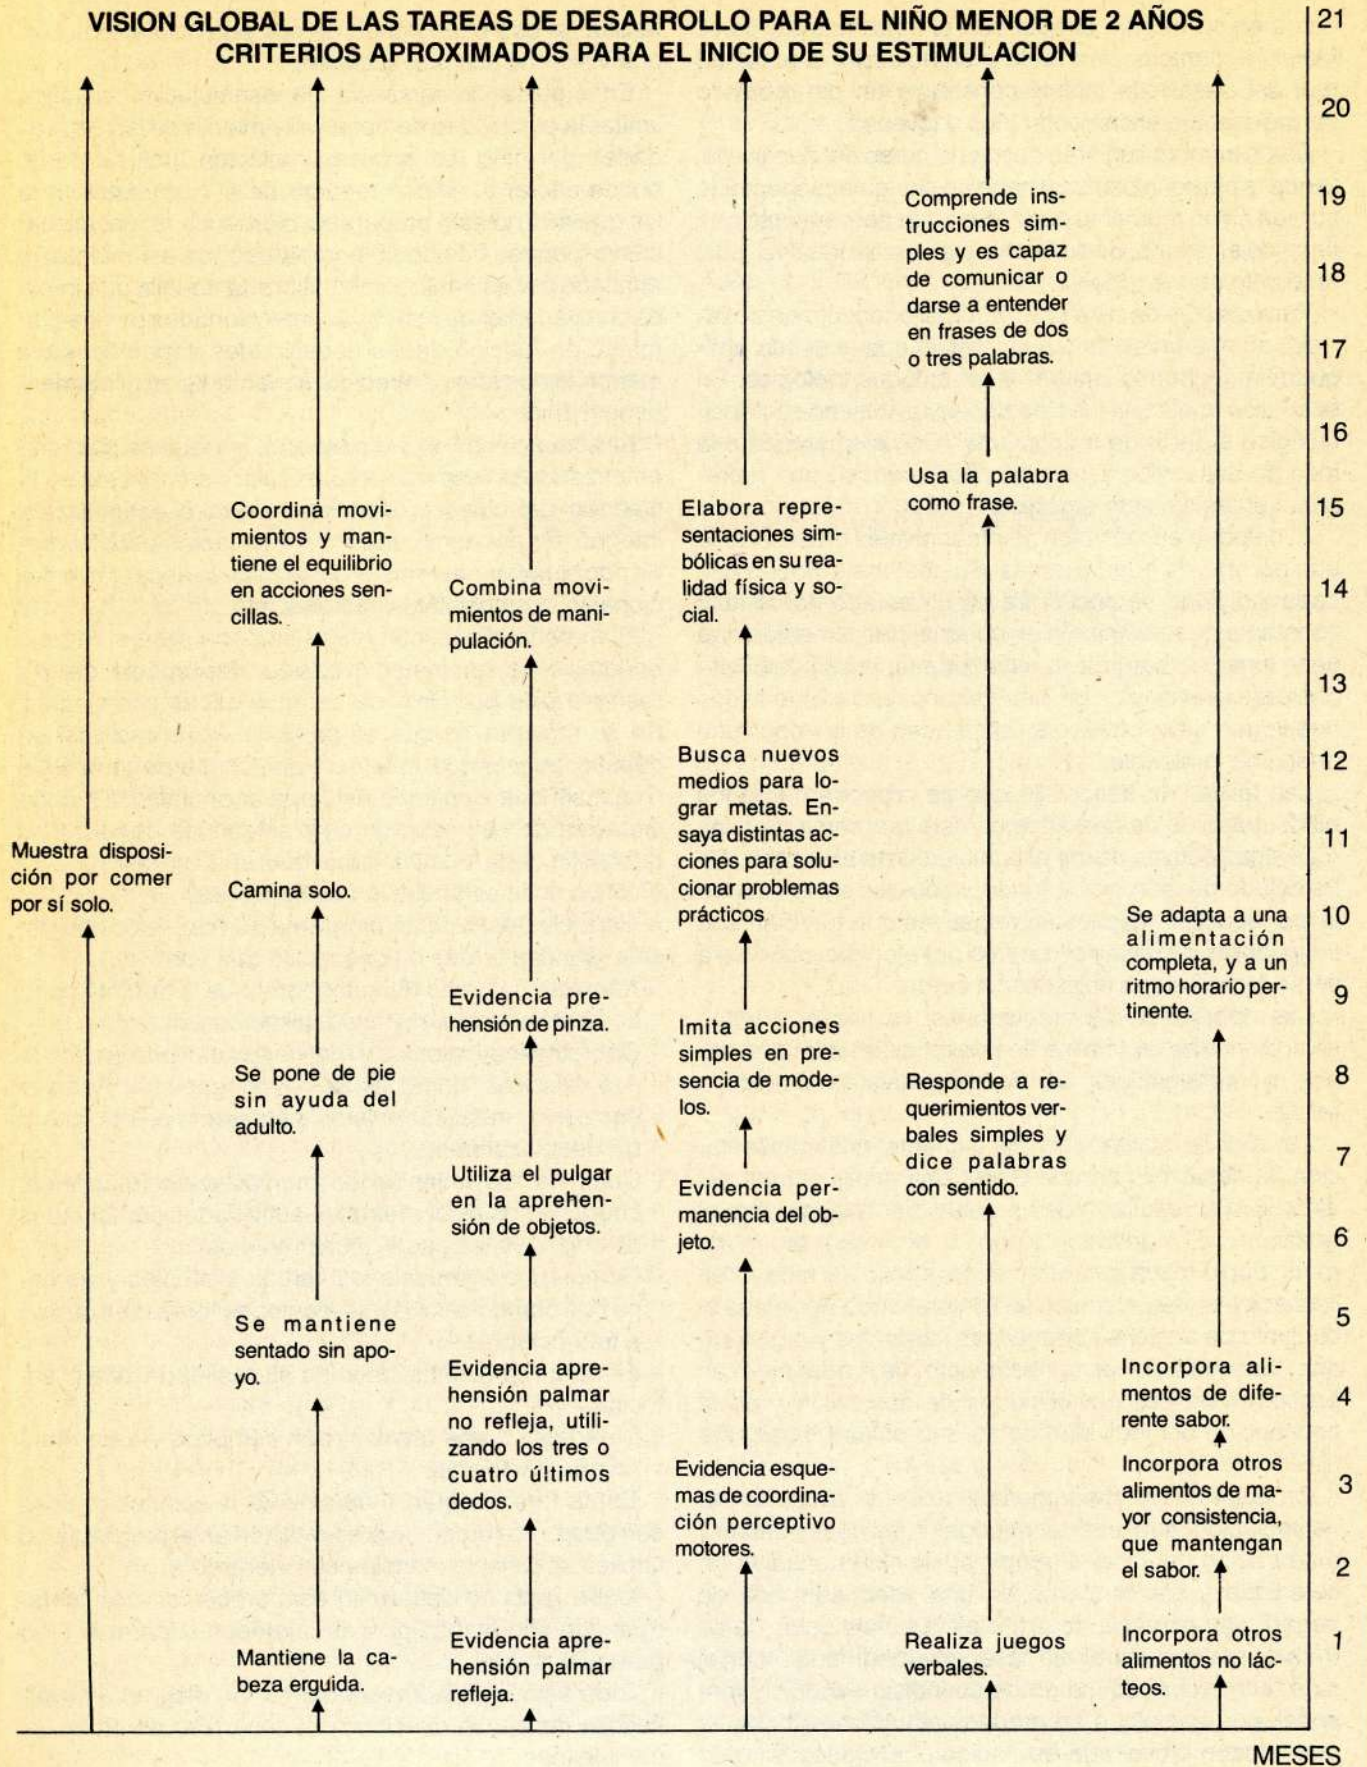 VISION GLOBAL DE LAS TAREAS DE DESARROLLO PARA EL NIÑO MENOR DE 2 AÑOS
CRITERIOS APROXIMADOS PARA EL INICIO DE SU ESTIMULACION
Muestra disposi-
ción por comer
por sí solo.
Coordina movi-
mientos y man-
tiene el equilibrio
en acciones sen-
cillas.
Camina solo.
Se pone de pie
sin ayuda del
adulto.
Se mantiene
sentado sin apo-
yo.
Mantiene la ca-
beza erguida.
Combina movi-
mientos de mani-
pulación.
Evidencia pre-
hensión de pinza.
Utiliza el pulgar
en la aprehen-
sión de objetos.
Evidencia apre-
hensión palmar
no refleja, utili-
zando los tres o
cuatro últimos
dedos.
Evidencia apre-
hensión palmar
refleja.
Elabora repre-
sentaciones sim-
bólicas en su rea-
lidad física y so-
cial.
Busca nuevos
medios para lo-
grar metas. En-
saya distintas ac-
ciones para solu-
cionar problemas
prácticos
Imita acciones
simples en pre-
sencia de mode-
los.
Evidencia per-
manencia del ob-
jeto.
Evidencia esque-
mas de coordina-
ción perceptivo
motores.
Comprende ins-
trucciones sim-
ples y es capaz
de comunicar o
darse a entender
en frases de dos
o tres palabras.
Usa la palabra
como frase.
Responde a re-
querimientos ver-
bales simples y
dice palabras
con sentido.
Realiza juegos
verbales.
Se adapta a una
alimentación
completa, y a un
ritmo horario per-
tinente.
Incorpora ali-
mentos de dife-
rente sabor.
Incorpora otros
alimentos de ma-
yor consistencia,
que mantengan
el sabor.
Incorpora otros
alimentos no lác-
teos.
21
20
19
18
17
16
15
14
13
12
11
10
9
8
7
6
5
4
3
2
1
MESES